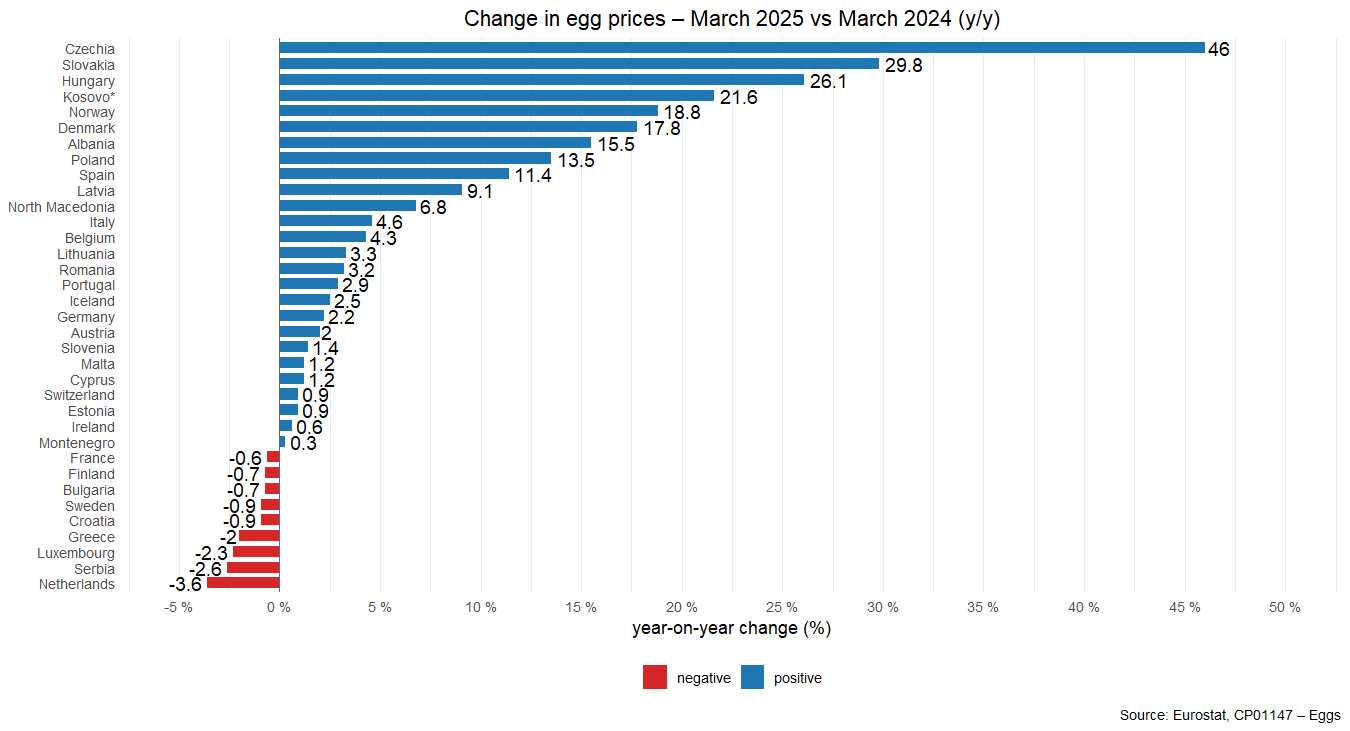 Change in egg prices – March 2025 vs March 2024 (y/y)
Czechia 46
Slovakia 29.8
Hungary 26.1
Kosovo* 21.6
Norway 18.8
Denmark 17.8
Albania 15.5
Poland 13.5
Spain 11.4
Latvia 9.1
North Macedonia 6.8
Italy 4.6
Belgium 4.3
Lithuania 3.3
Romania 3.2
Portugal 2.9
Iceland 2.5
Germany 2.2
Austria 2
Slovenia 1.4
Malta 1.2
Cyprus 1.2
Switzerland 0.9
Estonia 0.9
Ireland 0.6
Montenegro 0.3
France -0.6
Finland -0.7
Bulgaria -0.7
Sweden -0.9
Croatia -0.9
Greece -2
Luxembourg -2.3
Serbia -2.6
Netherlands -3.6
-5 % 0 % 5 % 10 % 15 % 20 % 25 % 30 % 35 % 40 % 45 % 50 %
year-on-year change (%)
negative positive
Source: Eurostat, CP01147 – Eggs